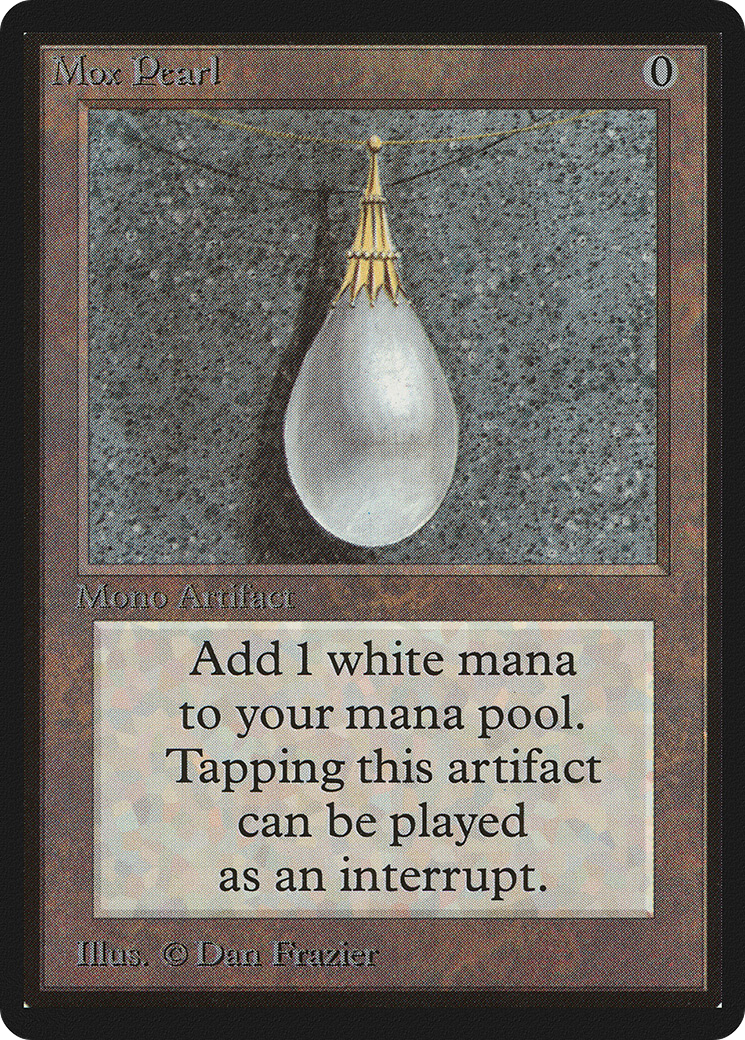 Mox Pearl 0
Mono Artifact
Add 1 white mana
to your mana pool.
Tapping this artifact
can be played
as an interrupt.
Illus. © Dan Frazier